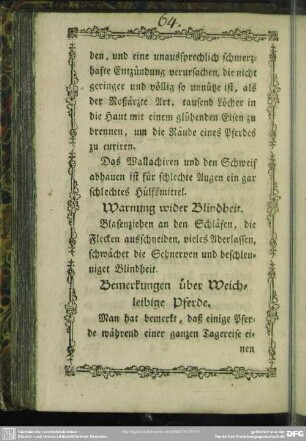 64.
den, und eine unaussprechlich schmerz-
hafte Entzündung verursachen, die nicht
geringer und völlig so unnütze ist, als
der Roßärzte Art, tausend Löcher in
die Haut mit einem glühenden Eisen zu
brennen, um die Räude eines Pferdes
zu curiren.
Das Wallachiren und den Schweif
abhauen ist für schlechte Augen ein gar
schlechtes Hülfsmittel.
Warnung wider Blindheit.
Blasenziehen an den Schläfen, die
Flecken ausschneiden, vieles Aderlassen,
schwächet die Sehnerven und beschleu-
niget Blindheit.
Bemerkungen über Weich-
leibige Pferde.
Man hat bemerkt, daß einige Pfer-
de während einer ganzen Tagereise ei-
nen